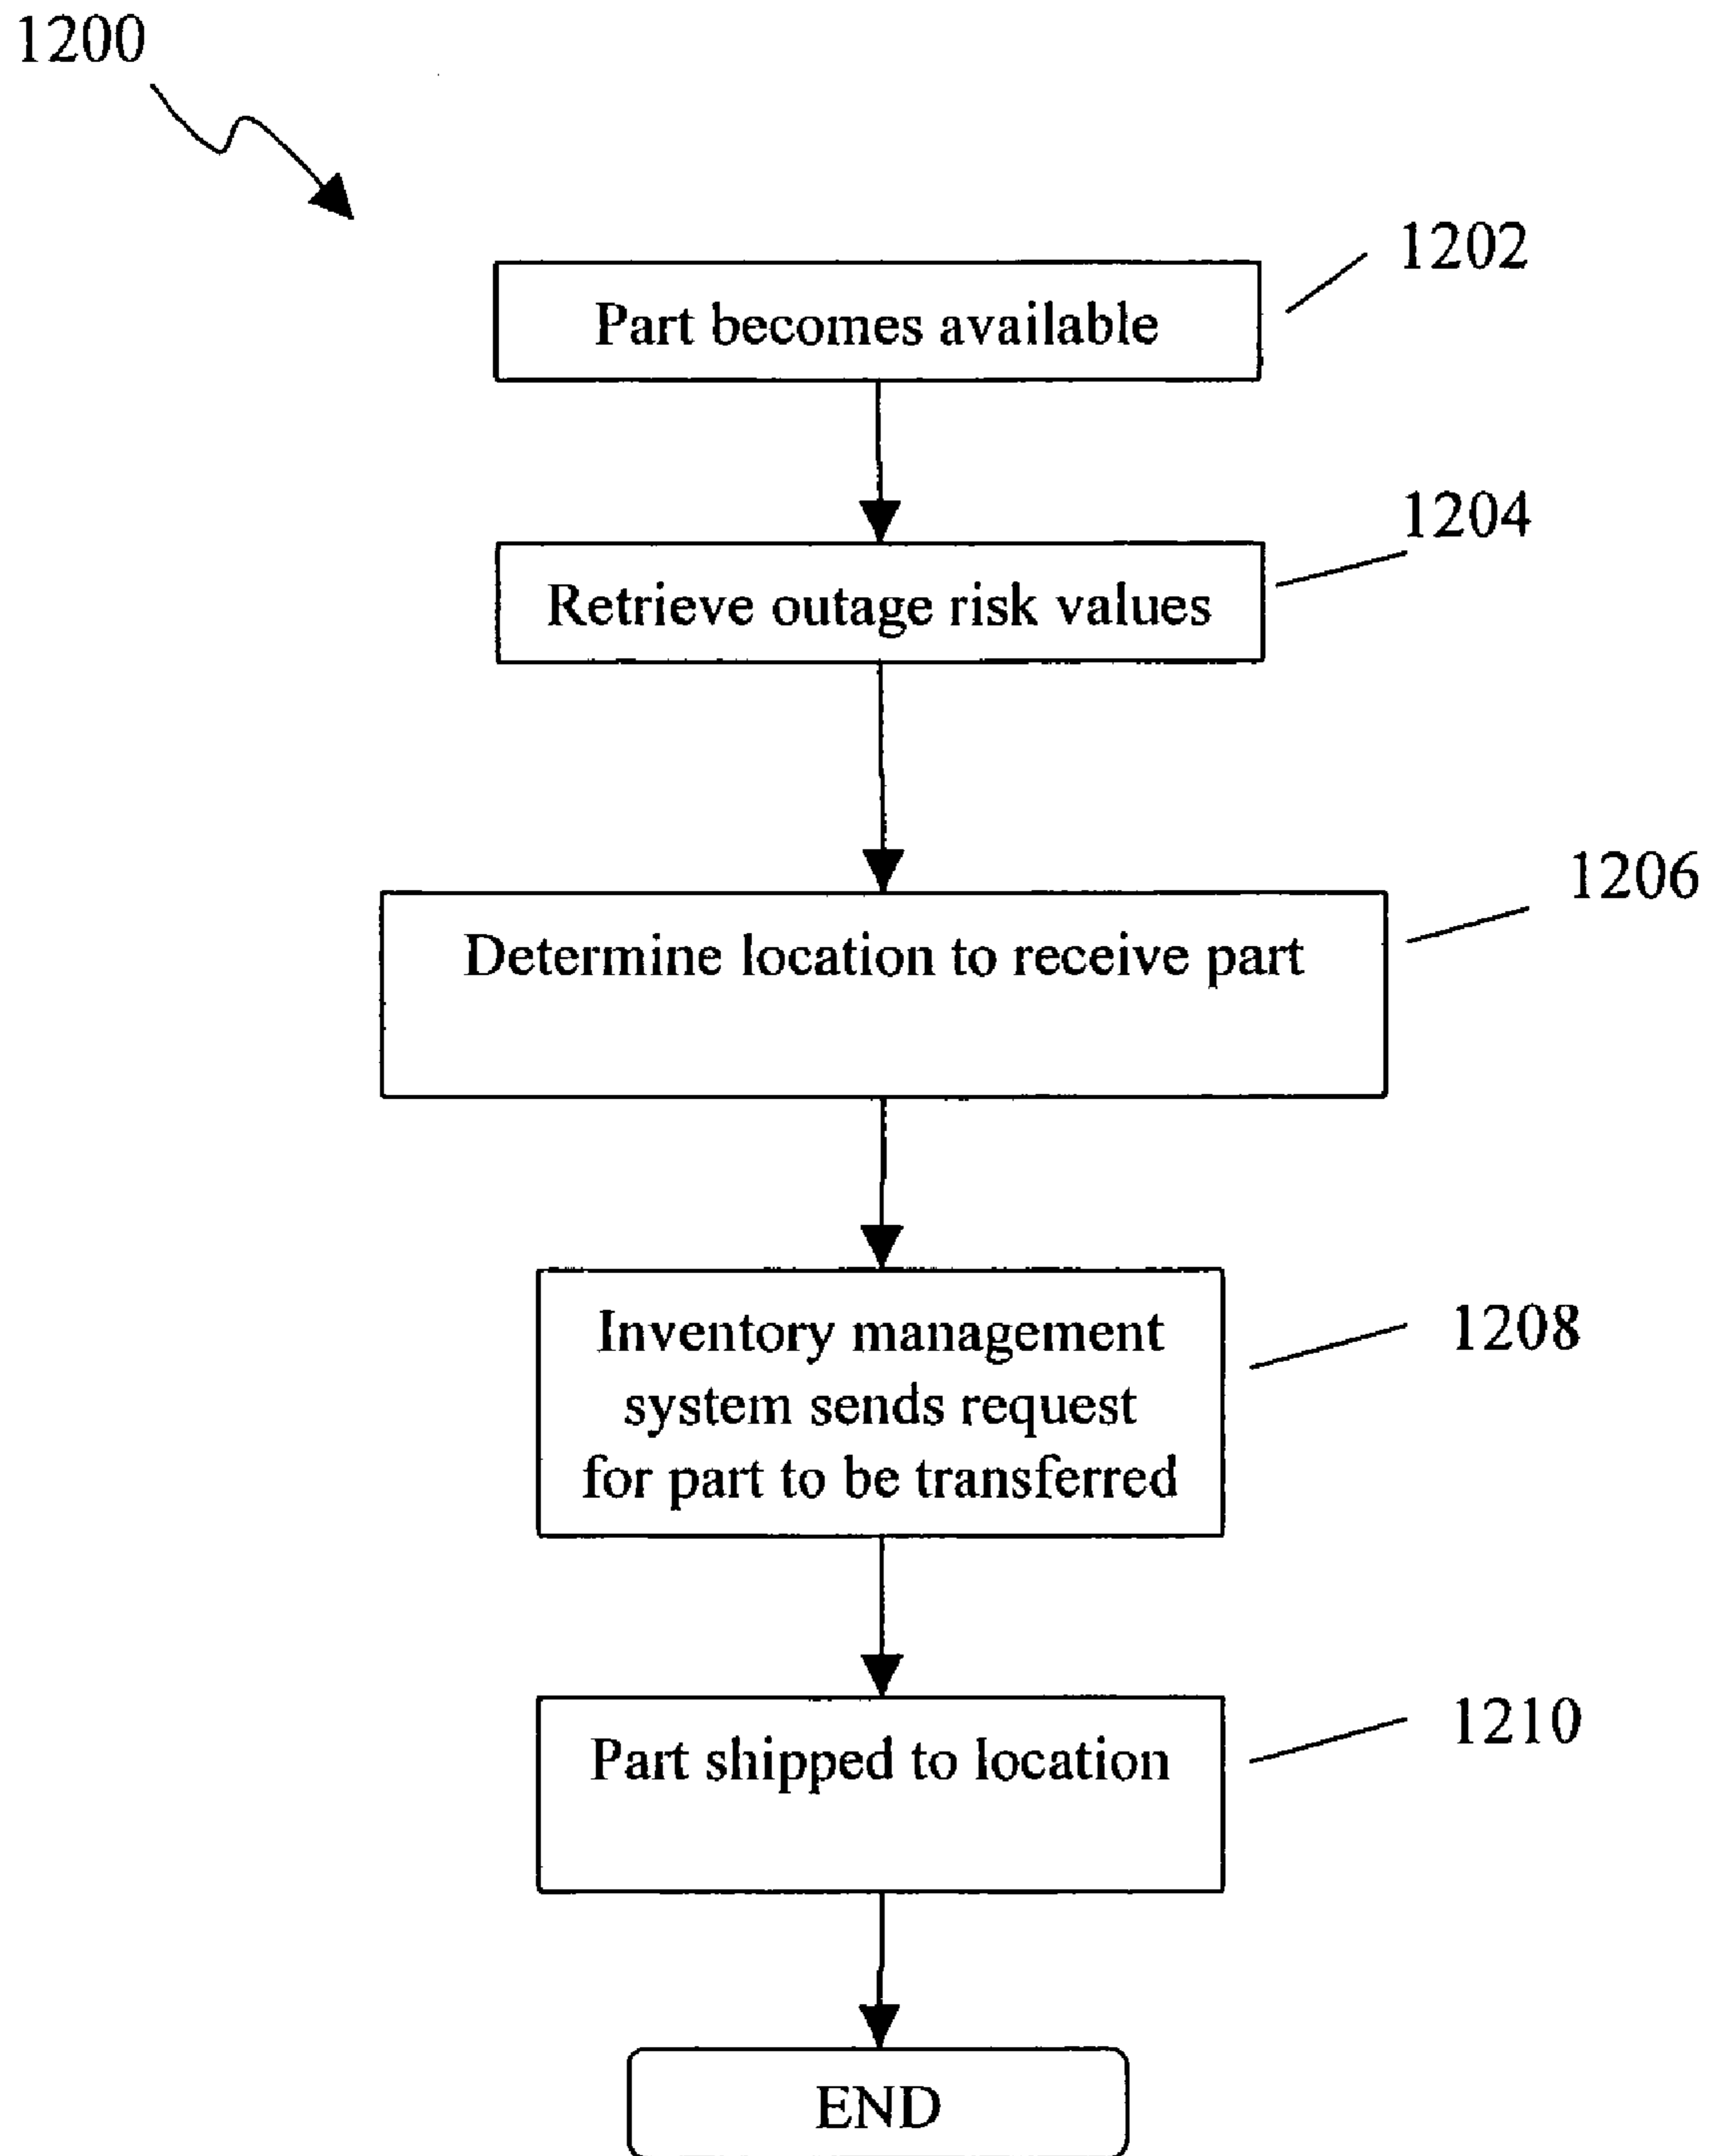 1200
1202
Part becomes available
1204
Retrieve outage risk values
1206
Determine location to receive part
Inventory management
1208
system sends request
for part to be transferred
1210
Part shipped to location
END